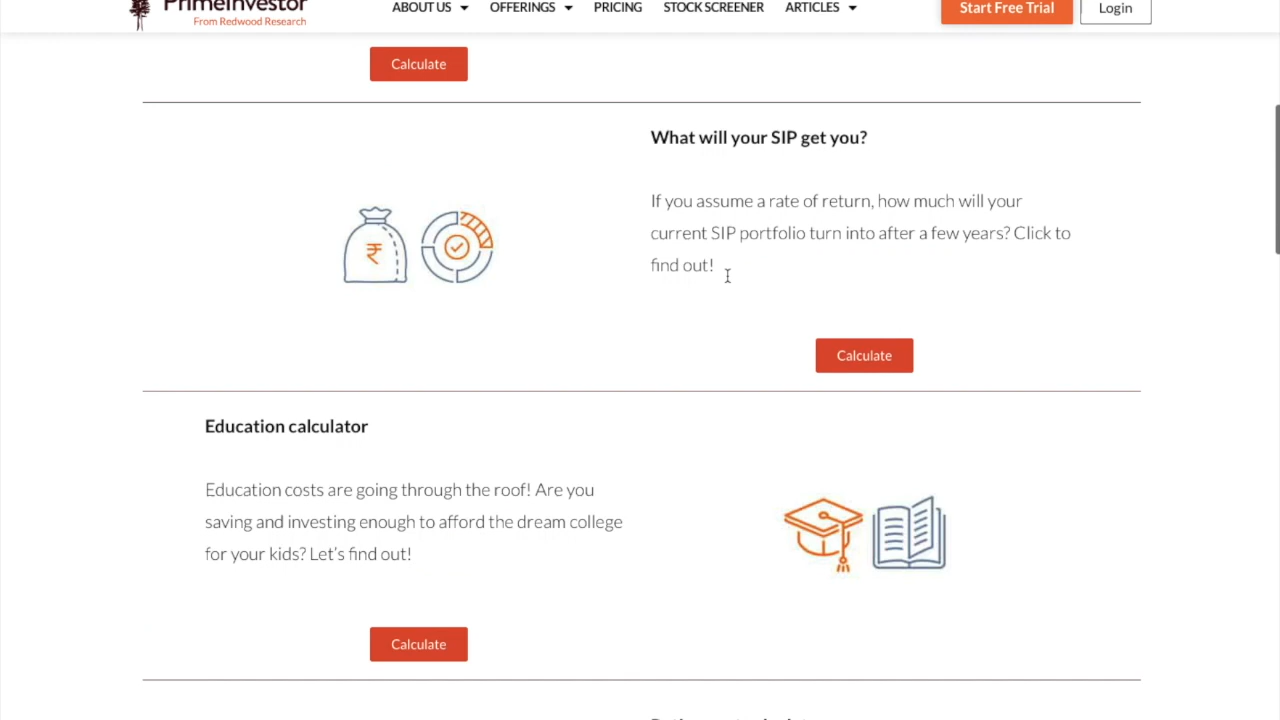 PrimeInvestor
From Redwood Research
ABOUT US
OFFERINGS
PRICING
STOCK SCREENER
ARTICLES
Start Free Trial
Login
Calculate
What will your SIP get you?
If you assume a rate of return, how much will your
current SIP portfolio turn into after a few years? Click to
find out!
₹
Calculate
Education calculator
Education costs are going through the roof! Are you
saving and investing enough to afford the dream college
for your kids? Let's find out!
Calculate